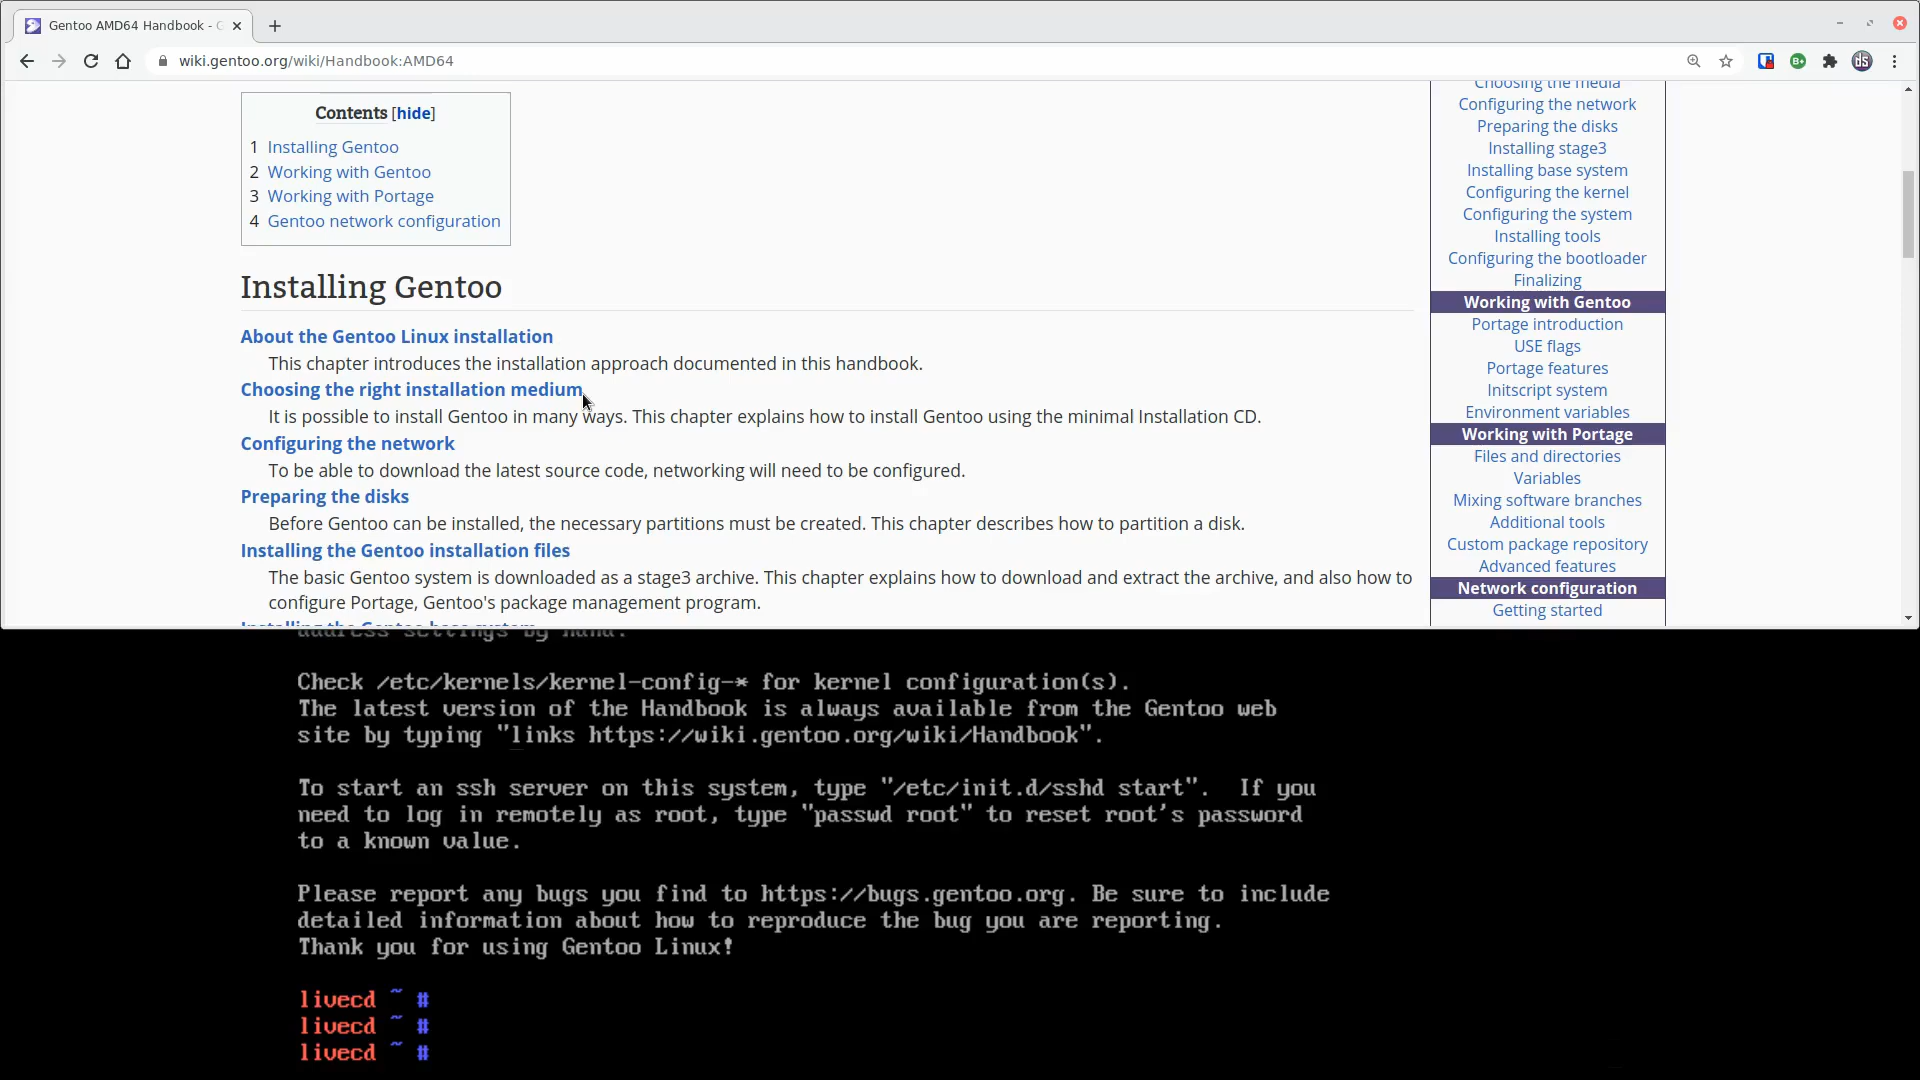 Gentoo AMD64 Handbook -
wiki.gentoo.org/wiki/Handbook:AMD64
Contents [hide]
1 Installing Gentoo
2 Working with Gentoo
3 Working with Portage
4 Gentoo network configuration
Installing Gentoo
About the Gentoo Linux installation
This chapter introduces the installation approach documented in this handbook.
Choosing the right installation medium
It is possible to install Gentoo in many ways. This chapter explains how to install Gentoo using the minimal Installation CD.
Configuring the network
To be able to download the latest source code, networking will need to be configured.
Preparing the disks
Before Gentoo can be installed, the necessary partitions must be created. This chapter describes how to partition a disk.
Installing the Gentoo installation files
The basic Gentoo system is downloaded as a stage3 archive. This chapter explains how to download and extract the archive, and also how to
configure Portage, Gentoo's package management program.
Installing the Gentoo base system
Choosing the media
Configuring the network
Preparing the disks
Installing stage3
Installing base system
Configuring the kernel
Configuring the system
Installing tools
Configuring the bootloader
Finalizing
Working with Gentoo
Portage introduction
USE flags
Portage features
Initscript system
Environment variables
Working with Portage
Files and directories
Variables
Mixing software branches
Additional tools
Custom package repository
Advanced features
Network configuration
Getting started
address settings by hand.
Check /etc/kernels/kernel-config-* for kernel configuration(s).
The latest version of the Handbook is always available from the Gentoo web
site by typing "links https://wiki.gentoo.org/wiki/Handbook".
To start an ssh server on this system, type "/etc/init.d/sshd start". If you
need to log in remotely as root, type "passwd root" to reset root's password
to a known value.
Please report any bugs you find to https://bugs.gentoo.org. Be sure to include
detailed information about how to reproduce the bug you are reporting.
Thank you for using Gentoo Linux!
livecd ~ #
livecd ~ #
livecd ~ #